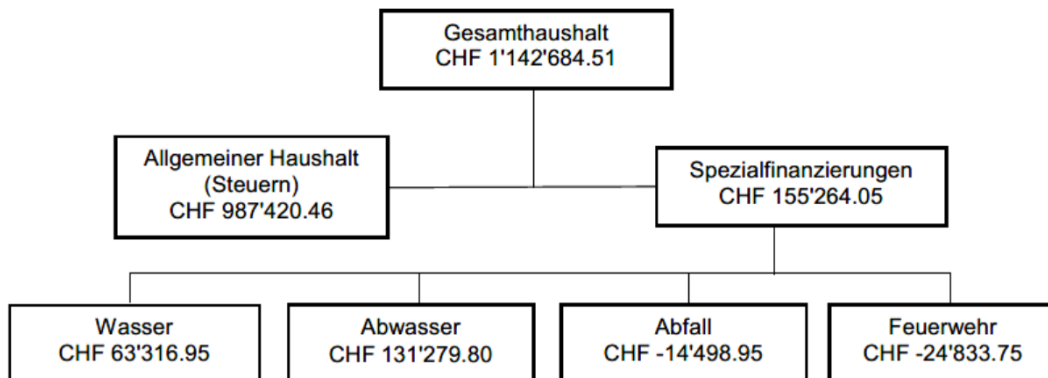 Gesamthaushalt
CHF 1'142'684.51
Allgemeiner Haushalt
(Steuern)
CHF 987'420.46
Spezialfinanzierungen
CHF 155'264.05
Wasser
CHF 63'316.95
Abwasser
CHF 131'279.80
Abfall
CHF -14'498.95
Feuerwehr
CHF -24'833.75